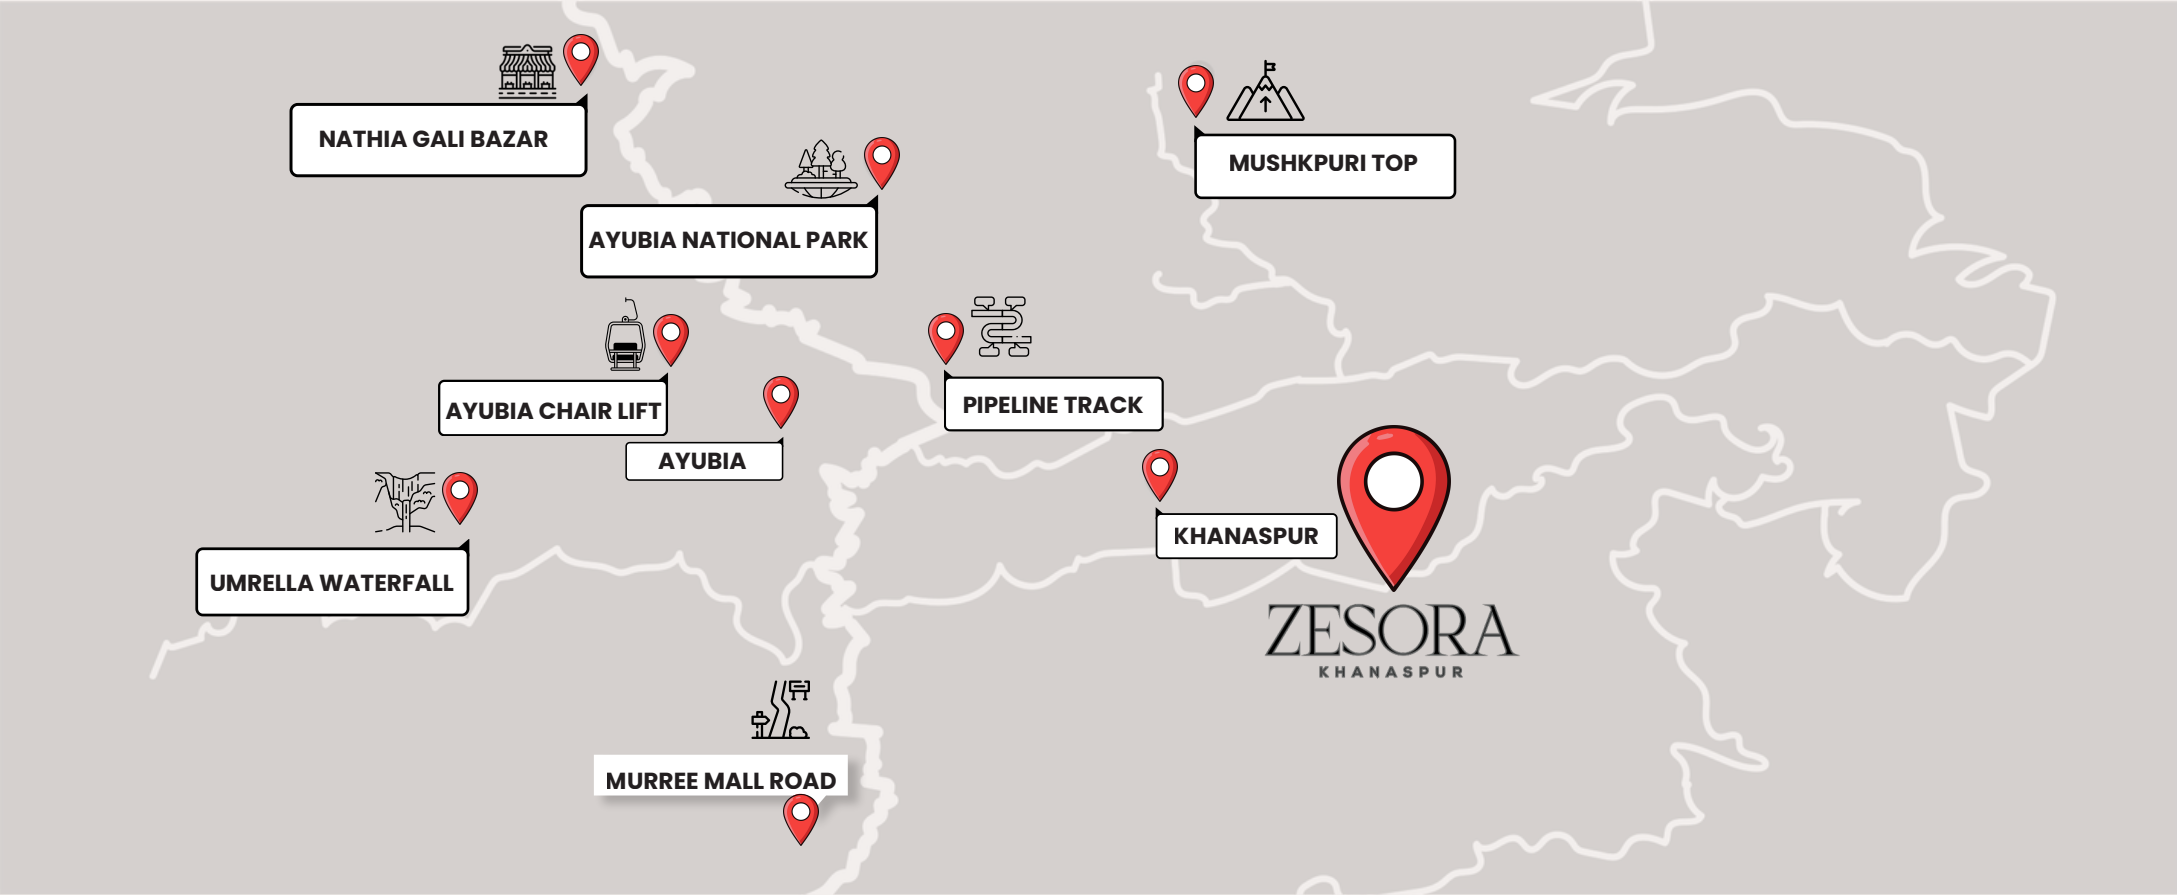 NATHIA GALI BAZAR
MUSHKPURI TOP
AYUBIA NATIONAL PARK
AYUBIA CHAIR LIFT
PIPELINE TRACK
AYUBIA
KHANASPUR
UMRELLA WATERFALL
ZESORA
KHANASPUR
MURREE MALL ROAD